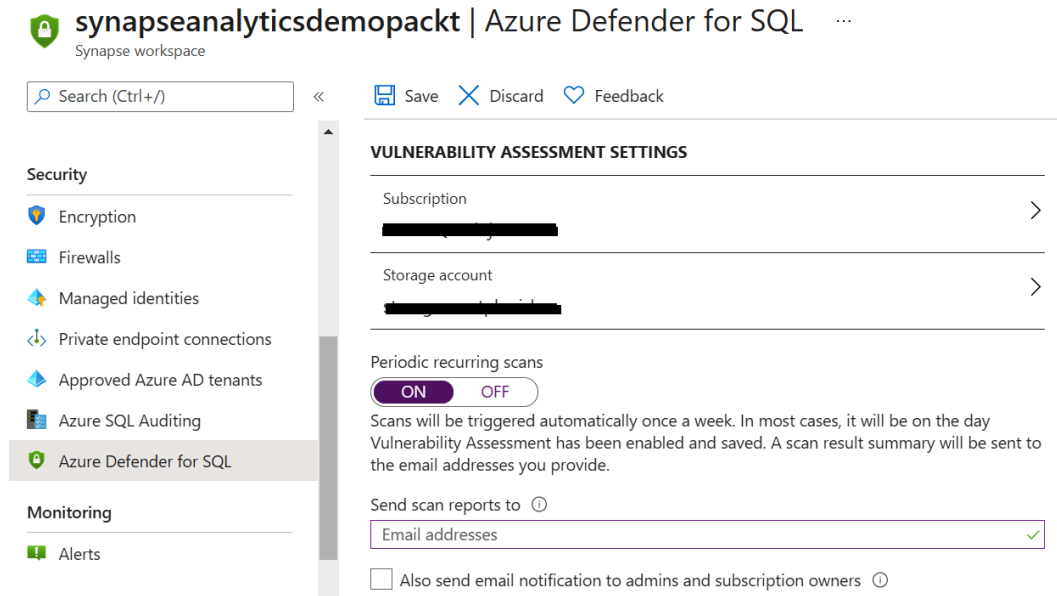 synapseanalyticsdemopackt | Azure Defender for SQL ...
Synapse workspace
Search (Ctrl+/)
«
Save
Discard
Feedback
Security
Encryption
Firewalls
Managed identities
Private endpoint connections
Approved Azure AD tenants
Azure SQL Auditing
Azure Defender for SQL
Monitoring
Alerts
VULNERABILITY ASSESSMENT SETTINGS
Subscription
Storage account
Periodic recurring scans
ON OFF
Scans will be triggered automatically once a week. In most cases, it will be on the day
Vulnerability Assessment has been enabled and saved. A scan result summary will be sent to
the email addresses you provide.
Send scan reports to
Email addresses
Also send email notification to admins and subscription owners